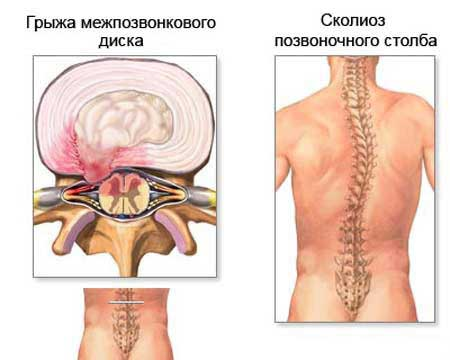 Грыжа межпозвонкового
диска
Сколиоз
позвоночного столба